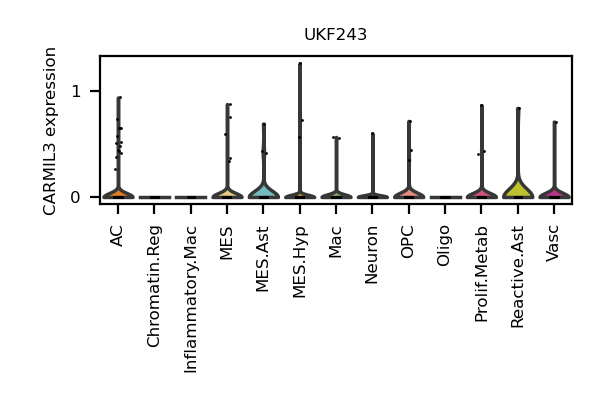 UKF243
CARMIL3 expression
1
0
AC
Chromatin.Reg
Inflammatory.Mac
MES
MES.Ast
MES.Hyp
Mac
Neuron
OPC
Oligo
Prolif.Metab
Reactive.Ast
Vasc